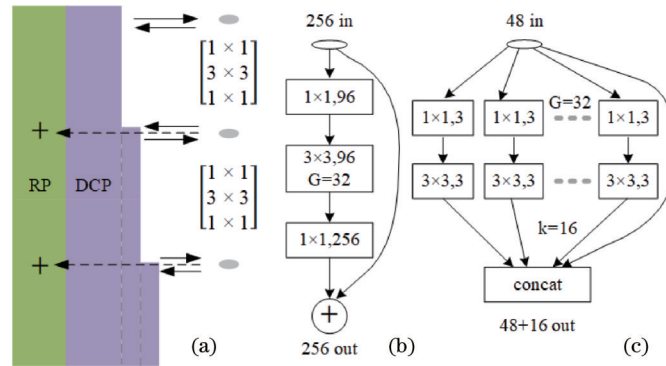 [1 × 1]
[3 × 3]
[1 × 1]
+
RP
DCP
[1 × 1]
[3 × 3]
[1 × 1]
+
(a)
256 in
1×1,96
3×3,96
G=32
1×1,256
+
256 out
(b)
48 in
G=32
1×1,3
1×1,3
1×1,3
3×3,3
3×3,3
3×3,3
k=16
concat
48+16 out
(c)